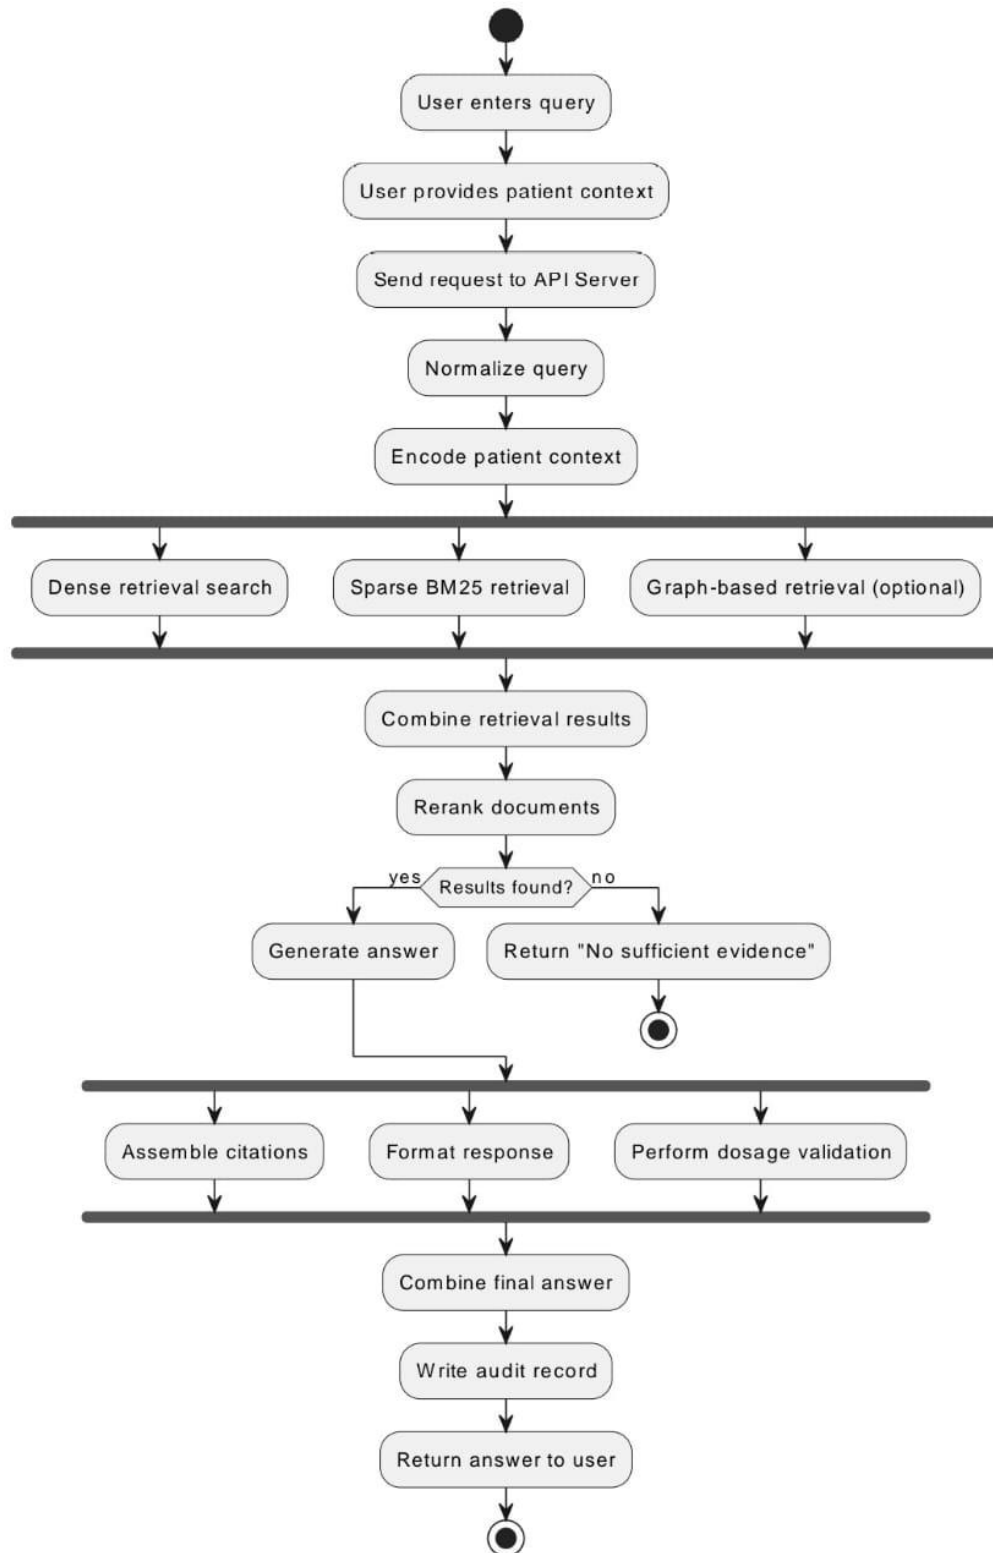 User enters query
User provides patient context
Send request to API Server
Normalize query
Encode patient context
Dense retrieval search
Sparse BM25 retrieval
Graph-based retrieval (optional)
Combine retrieval results
Rerank documents
yes
Results found?
no
Generate answer
Return "No sufficient evidence"
Assemble citations
Format response
Perform dosage validation
Combine final answer
Write audit record
Return answer to user